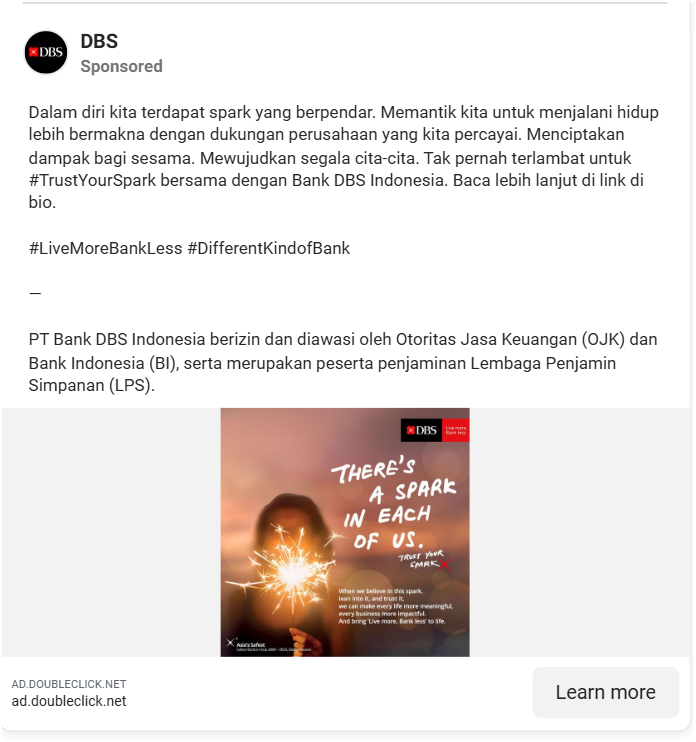 DBS
Sponsored
Dalam diri kita terdapat spark yang berpendar. Memantik kita untuk menjalani hidup
lebih bermakna dengan dukungan perusahaan yang kita percayai. Menciptakan
dampak bagi sesama. Mewujudkan segala cita-cita. Tak pernah terlambat untuk
#TrustYourSpark bersama dengan Bank DBS Indonesia. Baca lebih lanjut di link di
bio.
#LiveMoreBankLess #DifferentKindofBank
—
PT Bank DBS Indonesia berizin dan diawasi oleh Otoritas Jasa Keuangan (OJK) dan
Bank Indonesia (BI), serta merupakan peserta penjaminan Lembaga Penjamin
Simpanan (LPS).
DBS
Live more,
Bank less
THERE'S
A SPARK
IN EACH
OF US.
TRUST YOUR
SPARK
When we believe in this spark,
lean into it, and trust it,
we can make every life more meaningful,
every business more impactful.
And bring 'Live more, Bank less' to life.
Asia's Safest
AD.DOUBLECLICK.NET
ad.doubleclick.net
Learn more